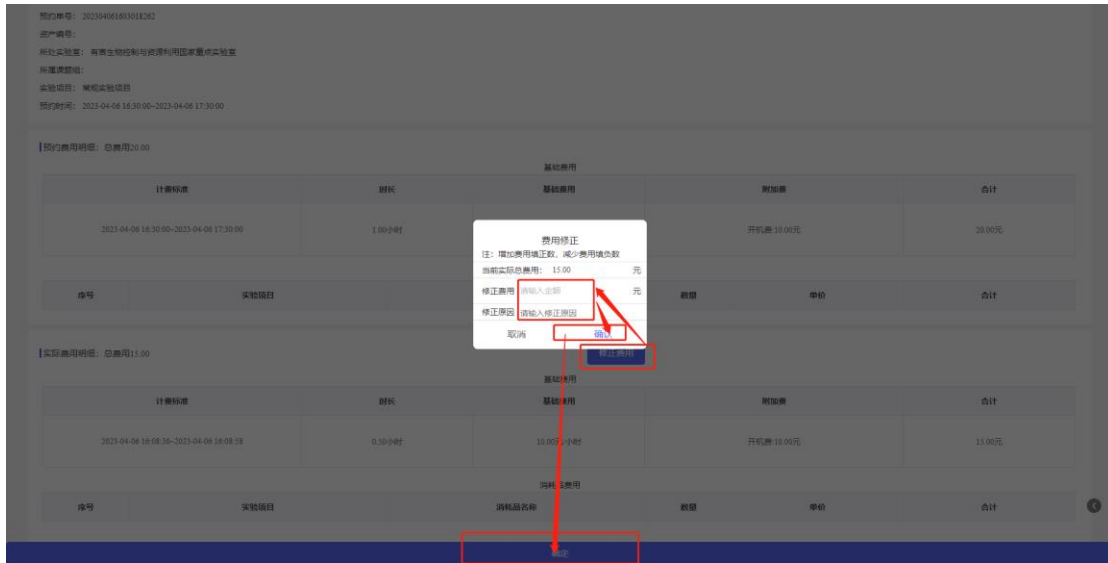 预约单号： 202304061603018262
资产编号：
所处实验室： 有害生物控制与资源利用国家重点实验室
所属课题组：
实验项目： 常规实验项目
预约时间： 2023-04-06 16:30:00~2023-04-06 17:30:00
预约费用明细：总费用20.00
基础费用
计费标准 时长 基础费用 附加费 合计
2023-04-06 16:30:00~2023-04-06 17:30:00 1.00小时 开机费:10.00元 20.00元
序号 实验项目 数量 单价 合计
费用修正
注：增加费用填正数，减少费用填负数
当前实际总费用： 15.00 元
修正费用 请输入金额 元
修正原因 请输入修正原因
取消 确认
实际费用明细：总费用15.00 修正费用
基础费用
计费标准 时长 基础费用 附加费 合计
2023-04-06 16:08:36~2023-04-06 16:08:58 0.50小时 10.00元/小时 开机费:10.00元 15.00元
消耗品费用
序号 实验项目 消耗品名称 数量 单价 合计
确定